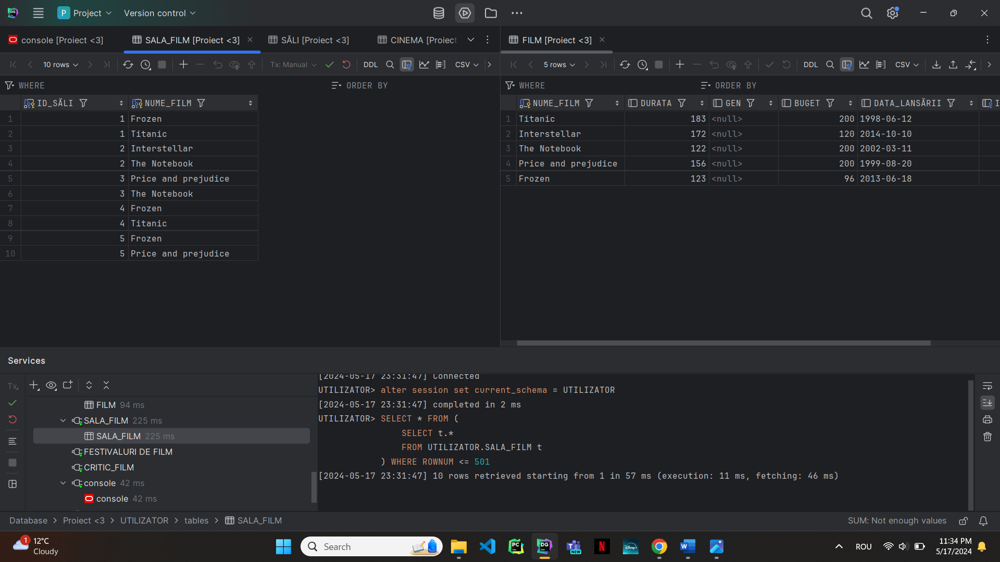 P Project Version control
console [Proiect <3] SALA_FILM [Proiect <3] SĂLI [Proiect <3] CINEMA [Proiect FILM [Proiect <3]
10 rows Tx: Manual DDL CSV 5 rows DDL CSV
WHERE ORDER BY WHERE ORDER BY
ID_SĂLI NUME_FILM NUME_FILM DURATA GEN BUGET DATA_LANSĂRII I
1 1 Frozen 1 Titanic 183 <null> 200 1998-06-12
2 1 Titanic 2 Interstellar 172 <null> 120 2014-10-10
3 2 Interstellar 3 The Notebook 122 <null> 200 2002-03-11
4 2 The Notebook 4 Price and prejudice 156 <null> 200 1999-08-20
5 3 Price and prejudice 5 Frozen 123 <null> 96 2013-06-18
6 3 The Notebook
7 4 Frozen
8 4 Titanic
9 5 Frozen
10 5 Price and prejudice
Services
Tx
FILM 94 ms
SALA_FILM 225 ms
SALA_FILM 225 ms
FESTIVALURI DE FILM
CRITIC_FILM
console 42 ms
console 42 ms
[2024-05-17 23:31:47] Connected
UTILIZATOR> alter session set current_schema = UTILIZATOR
[2024-05-17 23:31:47] completed in 2 ms
UTILIZATOR> SELECT * FROM (
SELECT t.*
FROM UTILIZATOR.SALA_FILM t
) WHERE ROWNUM <= 501
[2024-05-17 23:31:47] 10 rows retrieved starting from 1 in 57 ms (execution: 11 ms, fetching: 46 ms)
Database > Proiect <3 > UTILIZATOR > tables > SALA_FILM SUM: Not enough values
1 12°C
Cloudy
Search
PC DG NEW N Disney+ W
ROU
11:34 PM
5/17/2024